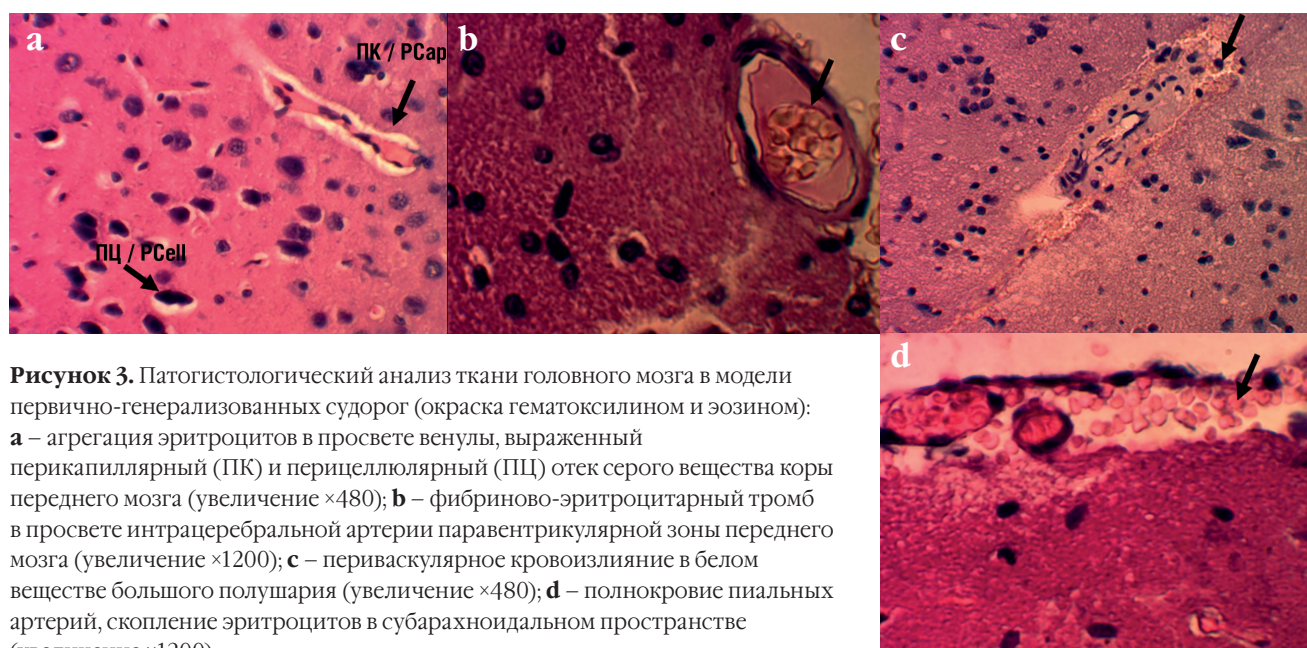 a
ПК / PCap
ПЦ / PCell
b
c
d
Рисунок 3. Патогистологический анализ ткани головного мозга в модели
первично-генерализованных судорог (окраска гематоксилином и эозином):
a – агрегация эритроцитов в просвете венулы, выраженный
перикапиллярный (ПК) и перицеллюлярный (ПЦ) отек серого вещества коры
переднего мозга (увеличение ×480); b – фибриново-эритроцитарный тромб
в просвете интрацеребральной артерии паравентрикулярной зоны переднего
мозга (увеличение ×1200); c – периваскулярное кровоизлияние в белом
веществе большого полушария (увеличение ×480); d – полнокровие пиальных
артерий, скопление эритроцитов в субарахноидальном пространстве